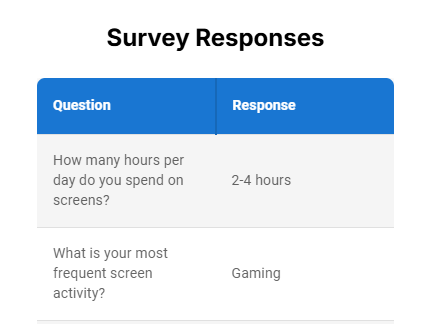 Survey Responses
Question
Response
How many hours per
day do you spend on
screens?
2-4 hours
What is your most
frequent screen
activity?
Gaming